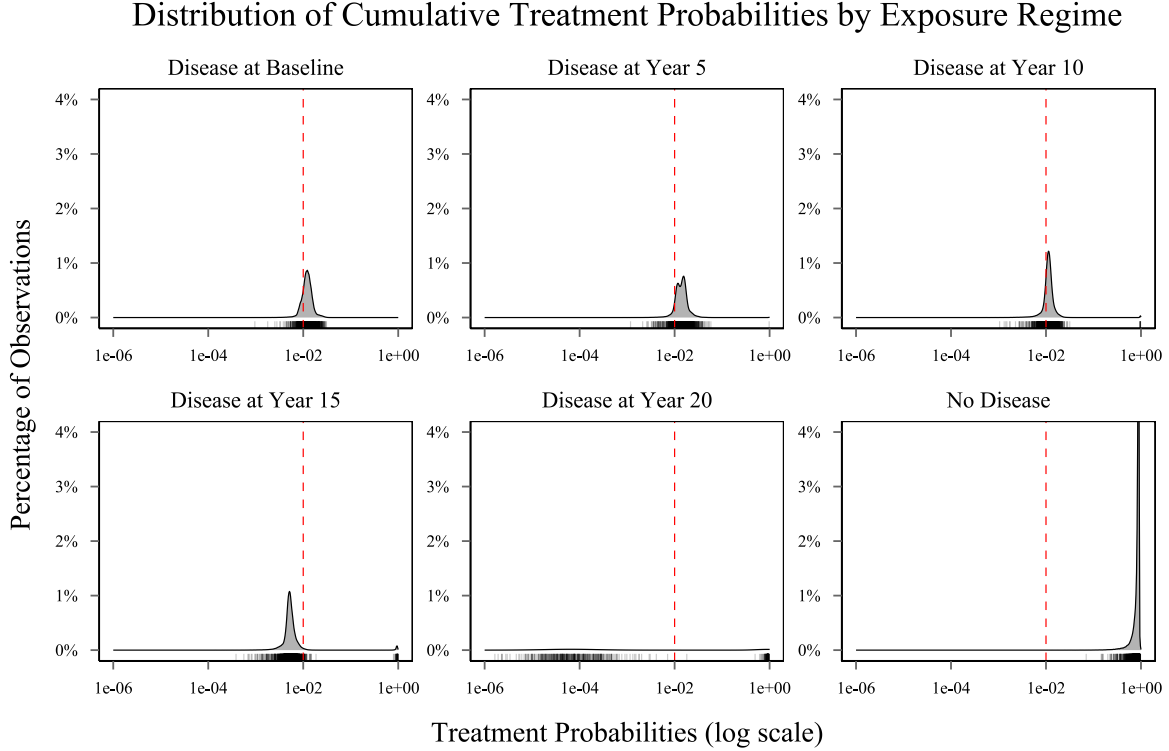 Distribution of Cumulative Treatment Probabilities by Exposure Regime
Percentage of Observations
Disease at Baseline
4%
3%
2%
1%
0%
1e-06 1e-04 1e-02 1e+00
Disease at Year 5
4%
3%
2%
1%
0%
1e-06 1e-04 1e-02 1e+00
Disease at Year 10
4%
3%
2%
1%
0%
1e-06 1e-04 1e-02 1e+00
Disease at Year 15
4%
3%
2%
1%
0%
1e-06 1e-04 1e-02 1e+00
Disease at Year 20
4%
3%
2%
1%
0%
1e-06 1e-04 1e-02 1e+00
No Disease
4%
3%
2%
1%
0%
1e-06 1e-04 1e-02 1e+00
Treatment Probabilities (log scale)